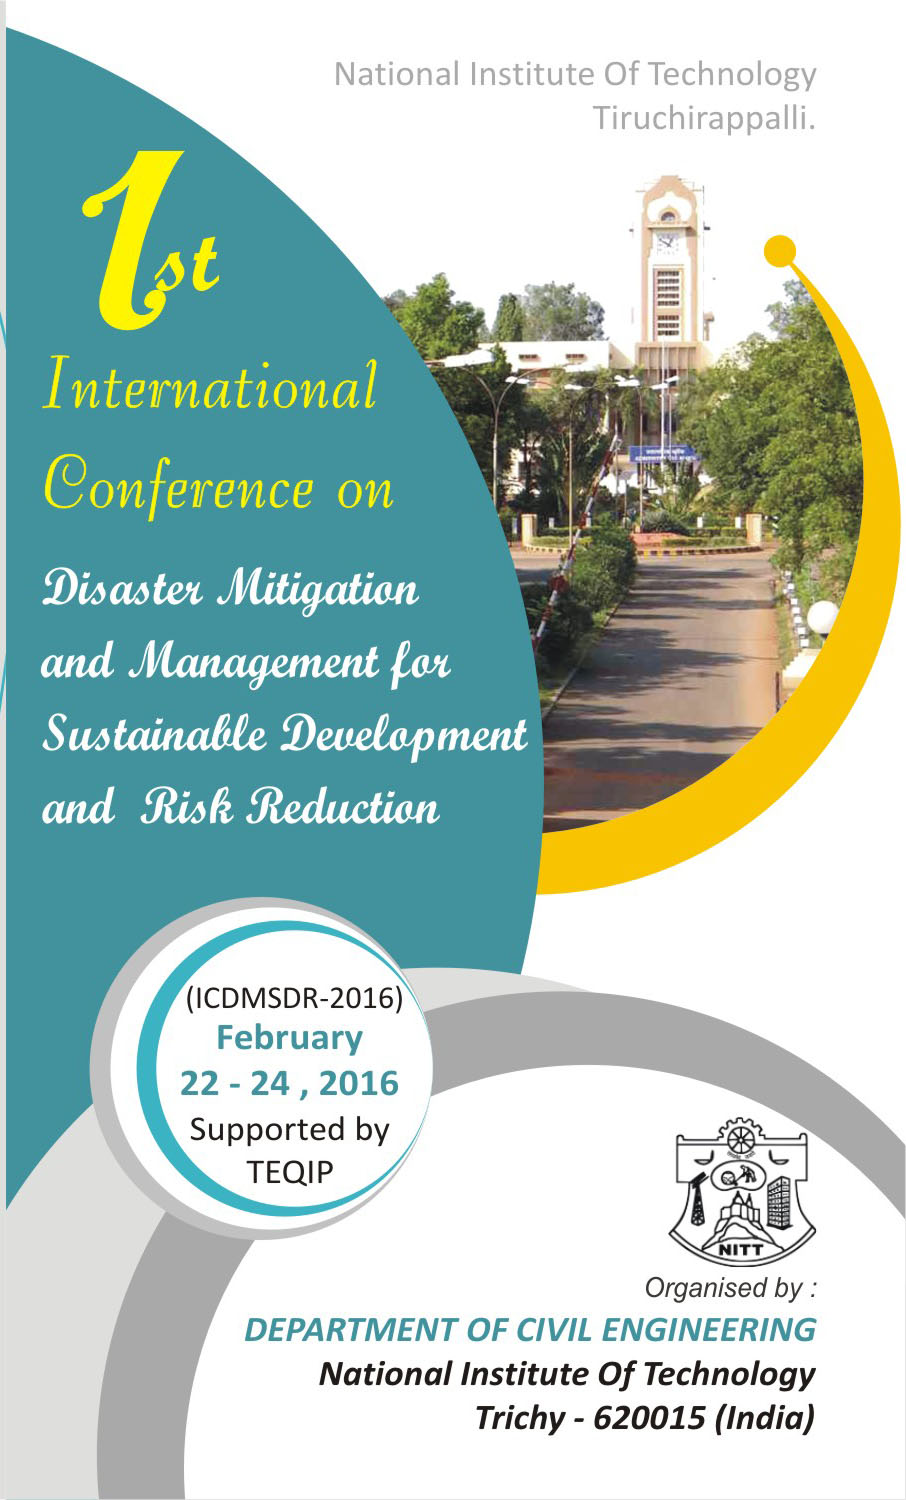 National Institute Of Technology
Tiruchirappalli.
1st
International
Conference on
Disaster Mitigation
and Management for
Sustainable Development
and Risk Reduction
(ICDMSDR-2016)
February
22 - 24 , 2016
Supported by
TEQIP
NITT
Organised by :
DEPARTMENT OF CIVIL ENGINEERING
National Institute Of Technology
Trichy - 620015 (India)